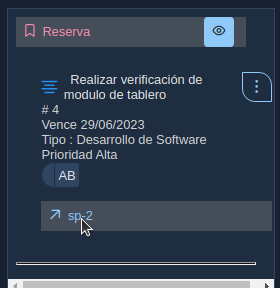 Reserva
Realizar verificación de
modulo de tablero
# 4
Vence 29/06/2023
Tipo : Desarrollo de Software
Prioridad Alta
AB
sp-2